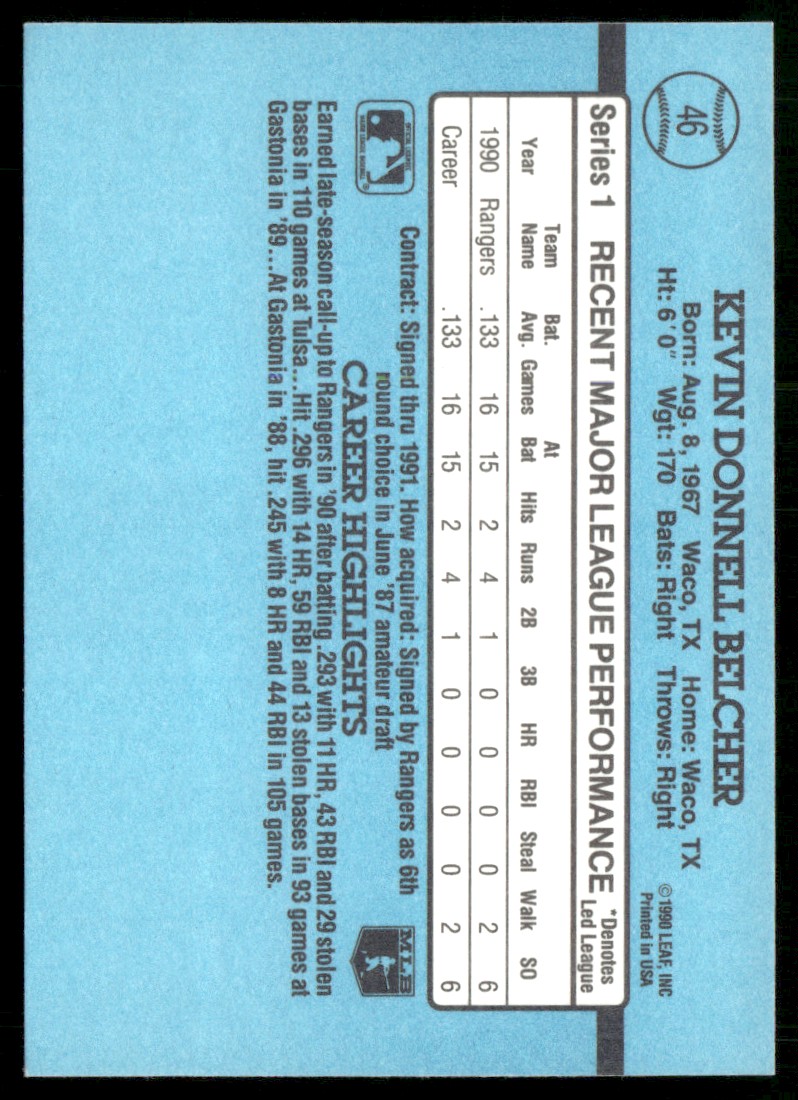 46
KEVIN DONNELL BELCHER
Born: Aug. 8, 1967 Waco, TX Home: Waco, TX
Ht: 6'0" Wgt: 170 Bats: Right Throws: Right
©1990 LEAF, INC
Printed in USA
Series 1 RECENT MAJOR LEAGUE PERFORMANCE *Denotes Led League
Year Team Name Bat. Avg. Games At Bat Hits Runs 2B 3B HR RBI Steal Walk SO
1990 Rangers .133 16 15 2 4 1 0 0 0 0 2 6
Career .133 16 15 2 4 1 0 0 0 0 2 6
Contract: Signed thru 1991. How acquired: Signed by Rangers as 6th
round choice in June '87 amateur draft
MLB
CAREER HIGHLIGHTS
Earned late-season call-up to Rangers in '90 after batting .293 with 11 HR, 43 RBI and 29 stolen
bases in 110 games at Tulsa...Hit .296 with 14 HR, 59 RBI and 13 stolen bases in 93 games at
Gastonia in '89...At Gastonia in '88, hit .245 with 8 HR and 44 RBI in 105 games.